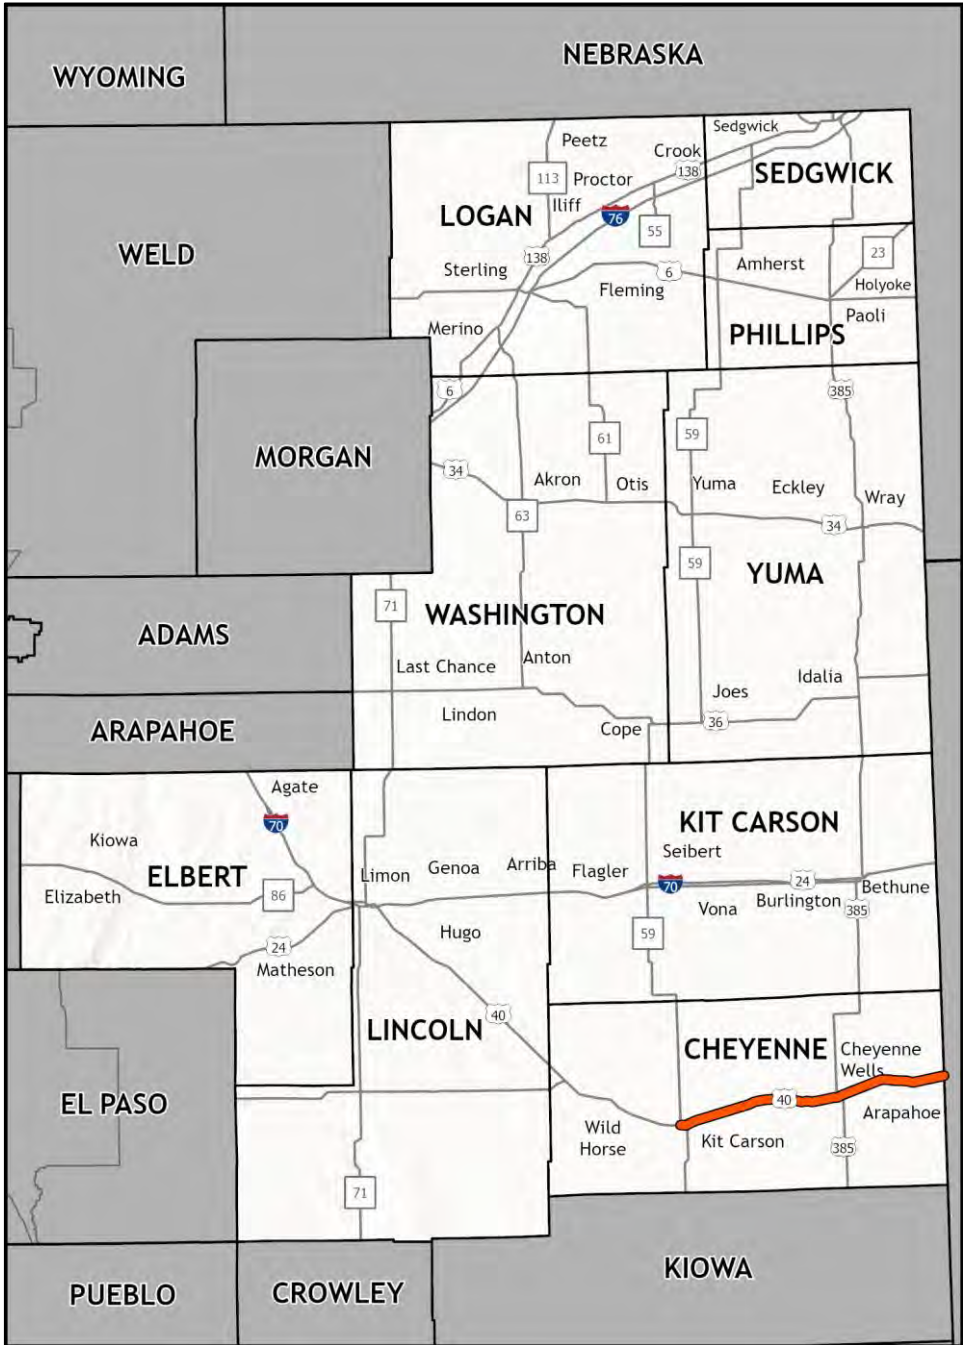 NEBRASKA
WYOMING
Sedgwick
Peetz
Crook
138
SEDGWICK
113
Proctor
Iliff
LOGAN
76
55
WELD
138
23
Sterling
6
Amherst
Fleming
Holyoke
Merino
Paoli
PHILLIPS
6
385
59
61
MORGAN
34
Akron
Otis
Yuma
Eckley
Wray
63
34
59
YUMA
71
WASHINGTON
ADAMS
Last Chance
Anton
Idalia
Joes
Lindon
36
Cope
ARAPAHOE
Agate
70
KIT CARSON
Kiowa
Seibert
ELBERT
Limon
Genoa
Arriba
Flagler
70
24
Bethune
Elizabeth
86
Vona
Burlington
385
Hugo
59
24
Matheson
40
LINCOLN
CHEYENNE
Cheyenne
Wells
EL PASO
40
Arapahoe
Wild
Horse
Kit Carson
385
71
KIOWA
PUEBLO
CROWLEY